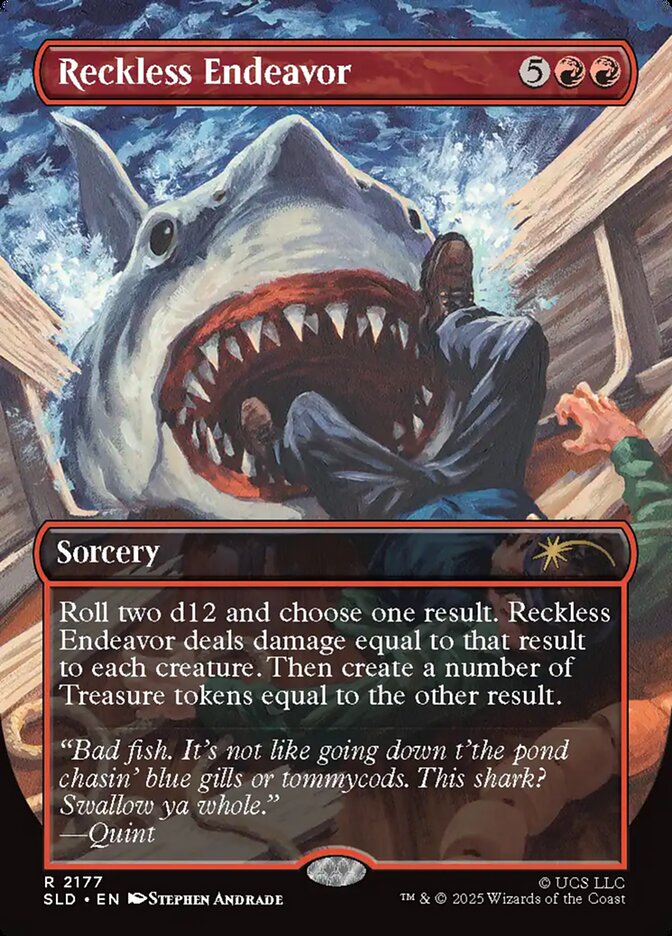 Reckless Endeavor
5
Sorcery
Roll two d12 and choose one result. Reckless
Endeavor deals damage equal to that result
to each creature. Then create a number of
Treasure tokens equal to the other result.
“Bad fish. It’s not like going down t’the pond
chasin’ blue gills or tommycods. This shark?
Swallow ya whole.”
—Quint
R 2177
SLD • EN Stephen Andrade
© UCS LLC
™ & © 2025 Wizards of the Coast